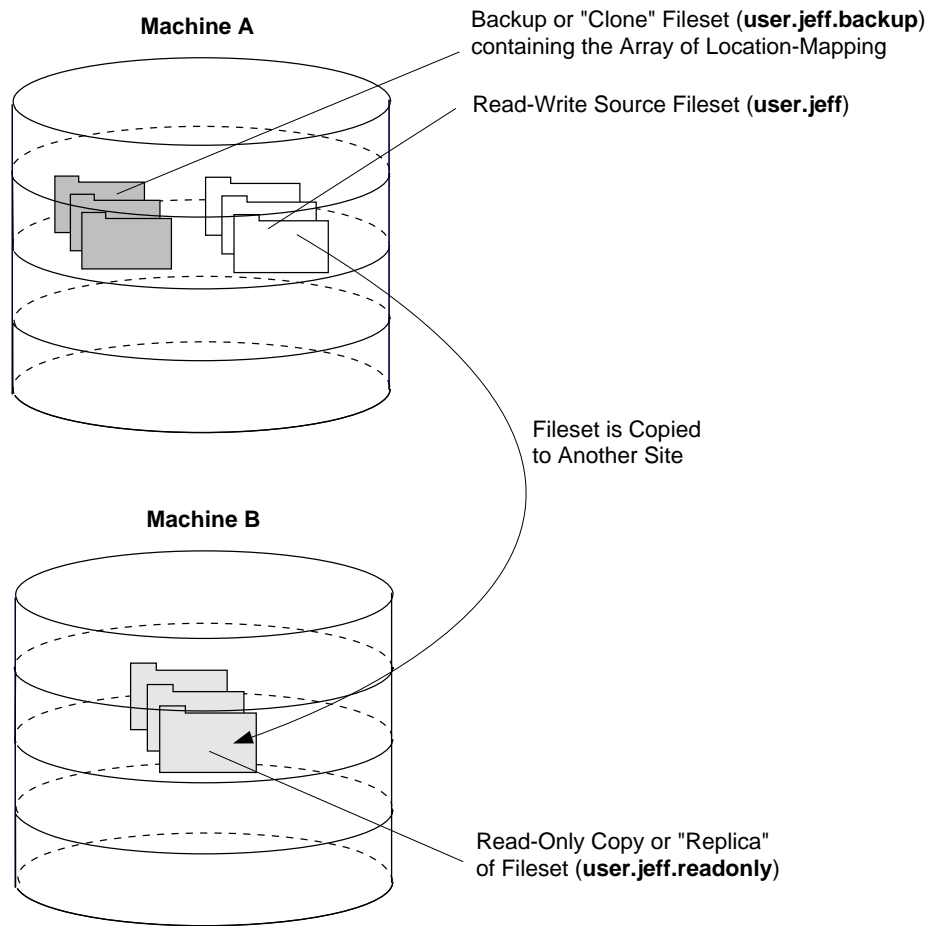 Machine A
Backup or "Clone" Fileset (user.jeff.backup)
containing the Array of Location-Mapping
Read-Write Source Fileset (user.jeff)
Fileset is Copied
to Another Site
Machine B
Read-Only Copy or "Replica"
of Fileset (user.jeff.readonly)